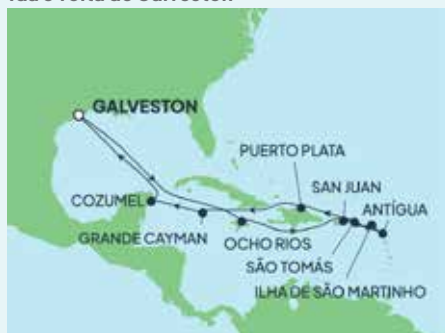 GALVESTON
PUERTO PLATA
SAN JUAN
ANTÍGUA
COZUMEL
GRANDE CAYMAN
OCHO RIOS
SÃO TOMÁS
ILHA DE SÃO MARTINHO